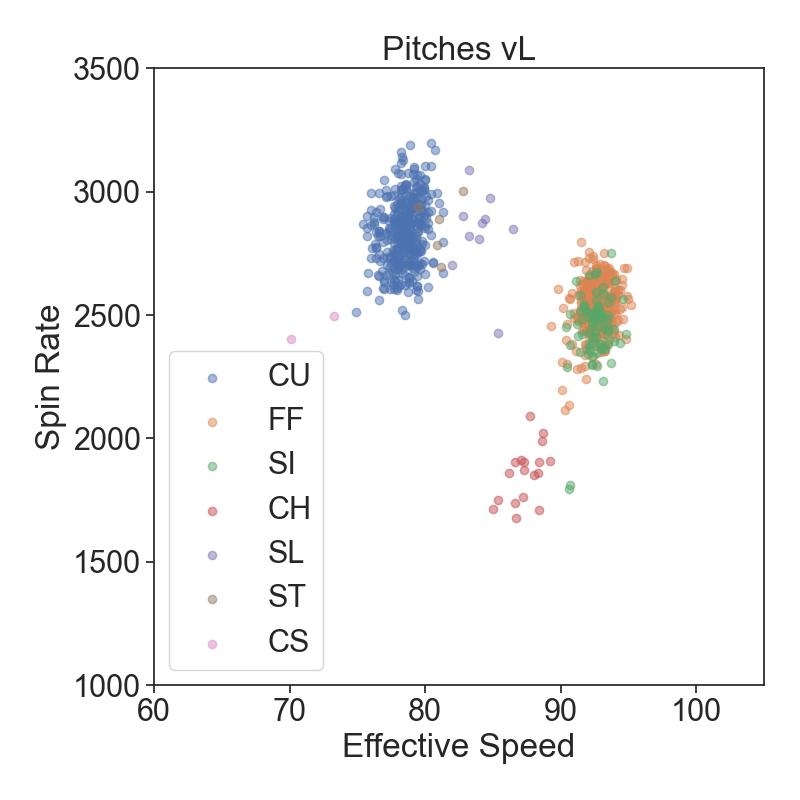 Pitches vL
3500
3000
2500
2000
1500
1000
Spin Rate
CU
FF
SI
CH
SL
ST
CS
60 70 80 90 100
Effective Speed